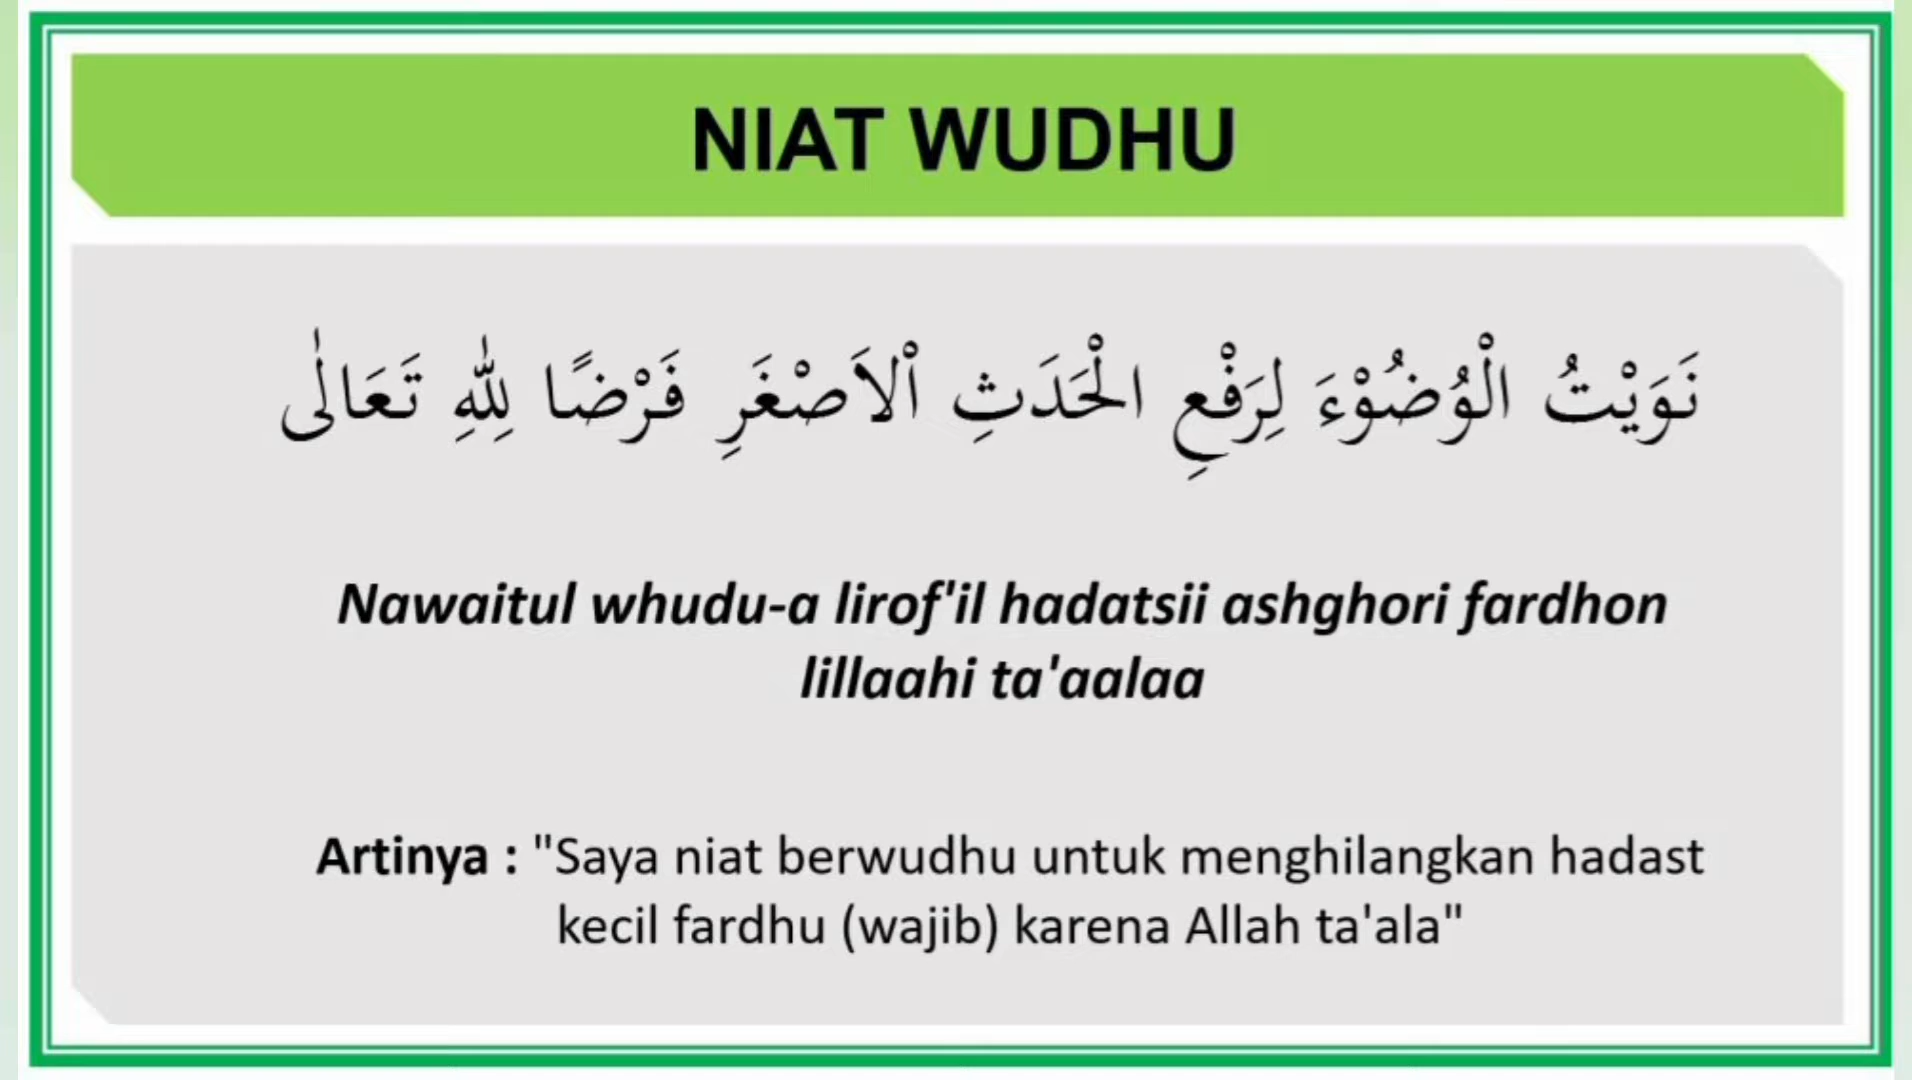 NIAT WUDHU
نَوَيْتُ الْوُضُوْءَ لِرَفْعِ الْحَدَثِ اْلاَصْغَرِ فَرْضًا لِلّٰهِ تَعَالٰى
Nawaitul whudu-a lirof'il hadatsii ashghori fardhon
lillaahi ta'aalaa
Artinya : "Saya niat berwudhu untuk menghilangkan hadast
kecil fardhu (wajib) karena Allah ta'ala"